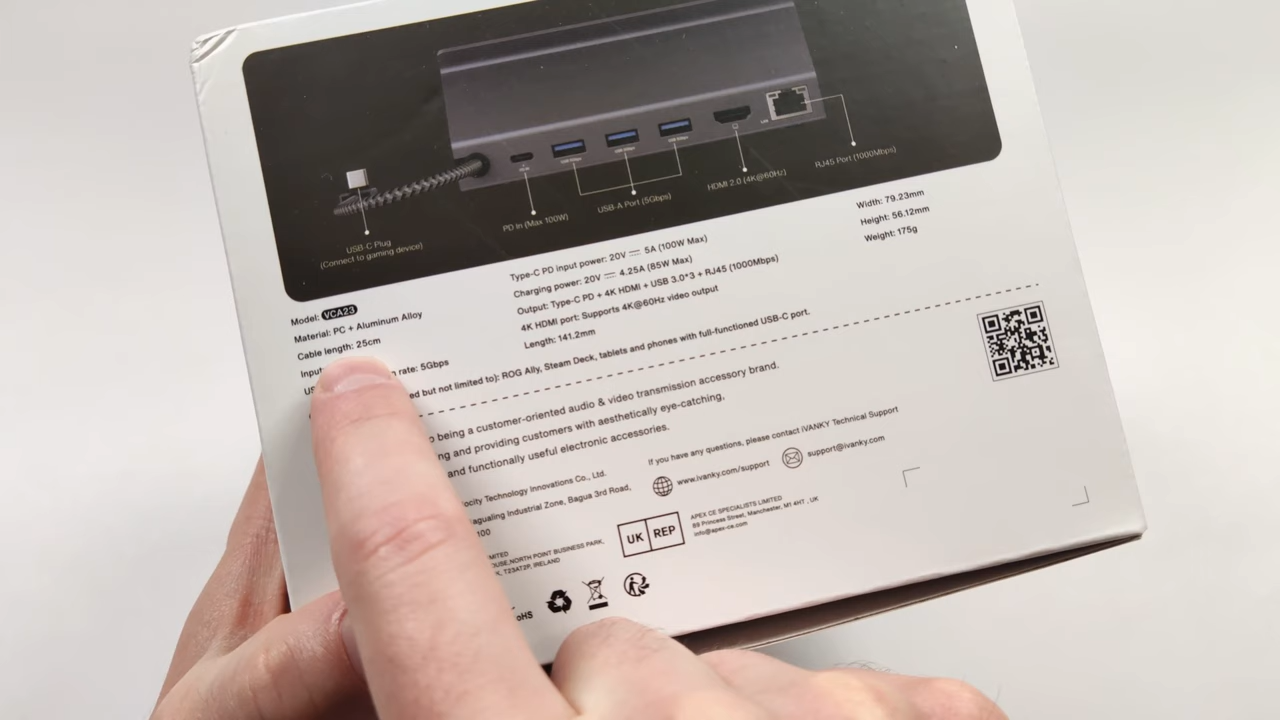 USB-C Plug
(Connect to gaming device)
PD In (Max 100W)
USB-A Port (5Gbps)
HDMI 2.0 (4K@60Hz)
RJ45 Port (1000Mbps)
Model: VCA23
Material: PC + Aluminum Alloy
Cable length: 25cm
Input
rate: 5Gbps
but not limited to): ROG Ally, Steam Deck, tablets and phones with full-functioned USB-C port.
Type-C PD input power: 20V 5A (100W Max)
Charging power: 20V 4.25A (85W Max)
Output: Type-C PD + 4K HDMI + USB 3.0*3 + RJ45 (1000Mbps)
4K HDMI port: Supports 4K@60Hz video output
Length: 141.2mm
Width: 79.23mm
Height: 56.12mm
Weight: 175g
being a customer-oriented audio & video transmission accessory brand.
and providing customers with aesthetically eye-catching,
and functionally useful electronic accessories.
Technology Innovations Co., Ltd.
Industrial Zone, Bagua 3rd Road,
NORTH POINT BUSINESS PARK,
T23AT2P, IRELAND
If you have any questions, please contact iVANKY Technical Support
www.ivanky.com/support
support@ivanky.com
UK REP
APEX CE SPECIALISTS LIMITED
89 Princess Street, Manchester, M1 4HT , UK
info@apex-ce.com